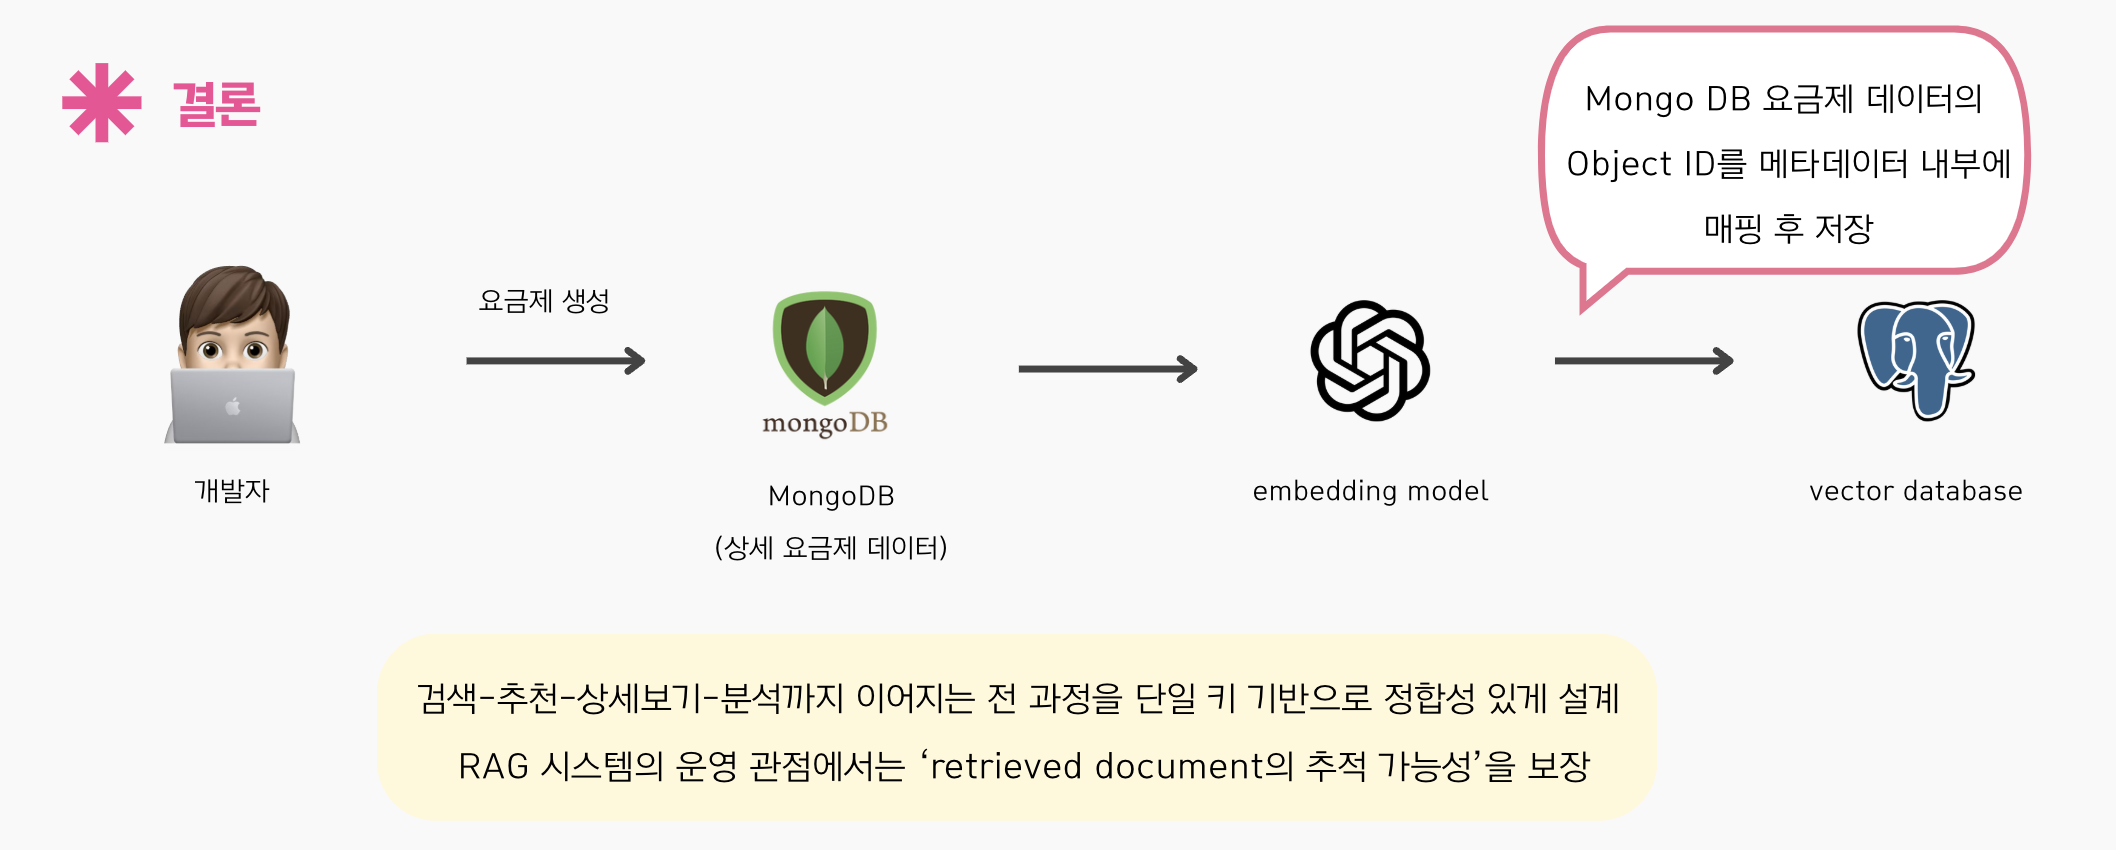 결론
Mongo DB 요금제 데이터의
Object ID를 메타데이터 내부에
매핑 후 저장
요금제 생성
mongoDB
개발자
MongoDB
(상세 요금제 데이터)
embedding model
vector database
검색-추천-상세보기-분석까지 이어지는 전 과정을 단일 키 기반으로 정합성 있게 설계
RAG 시스템의 운영 관점에서는 ‘retrieved document의 추적 가능성’을 보장